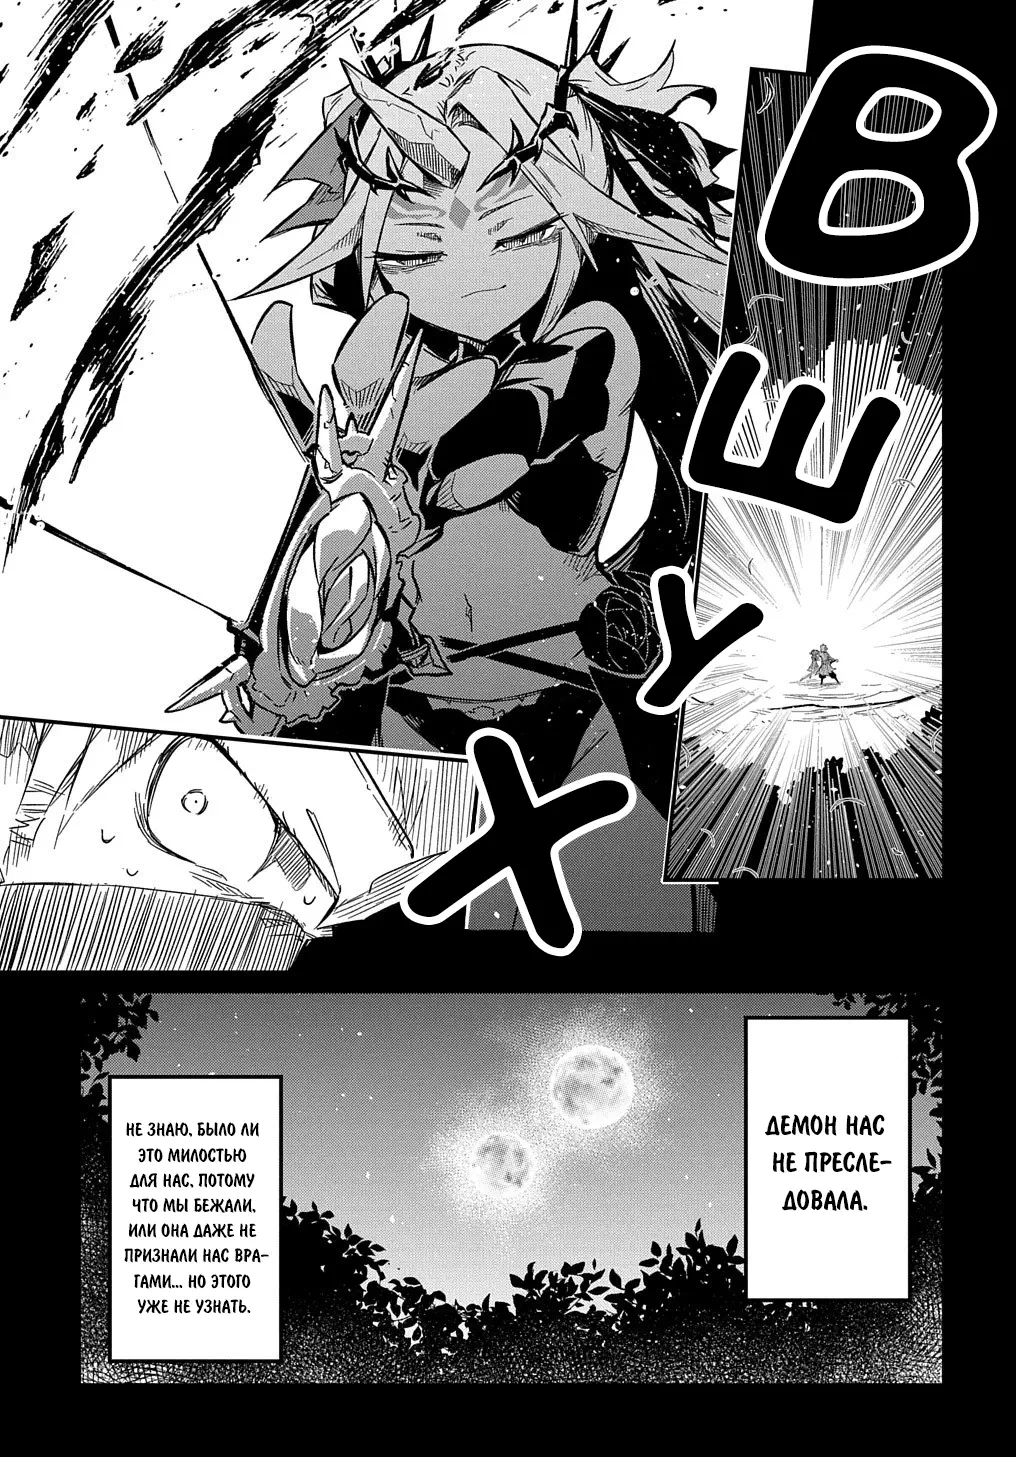 В
Ш
У
Х
ДЕМОН НАС
НЕ ПРЕСЛЕ-
ДОВАЛА.
НЕ ЗНАЮ, БЫЛО ЛИ
ЭТО МИЛОСТЬЮ
ДЛЯ НАС, ПОТОМУ
ЧТО МЫ БЕЖАЛИ,
ИЛИ ОНА ДАЖЕ НЕ
ПРИЗНАЛИ НАС ВРА-
ГАМИ... НО ЭТОГО
УЖЕ НЕ УЗНАТЬ.